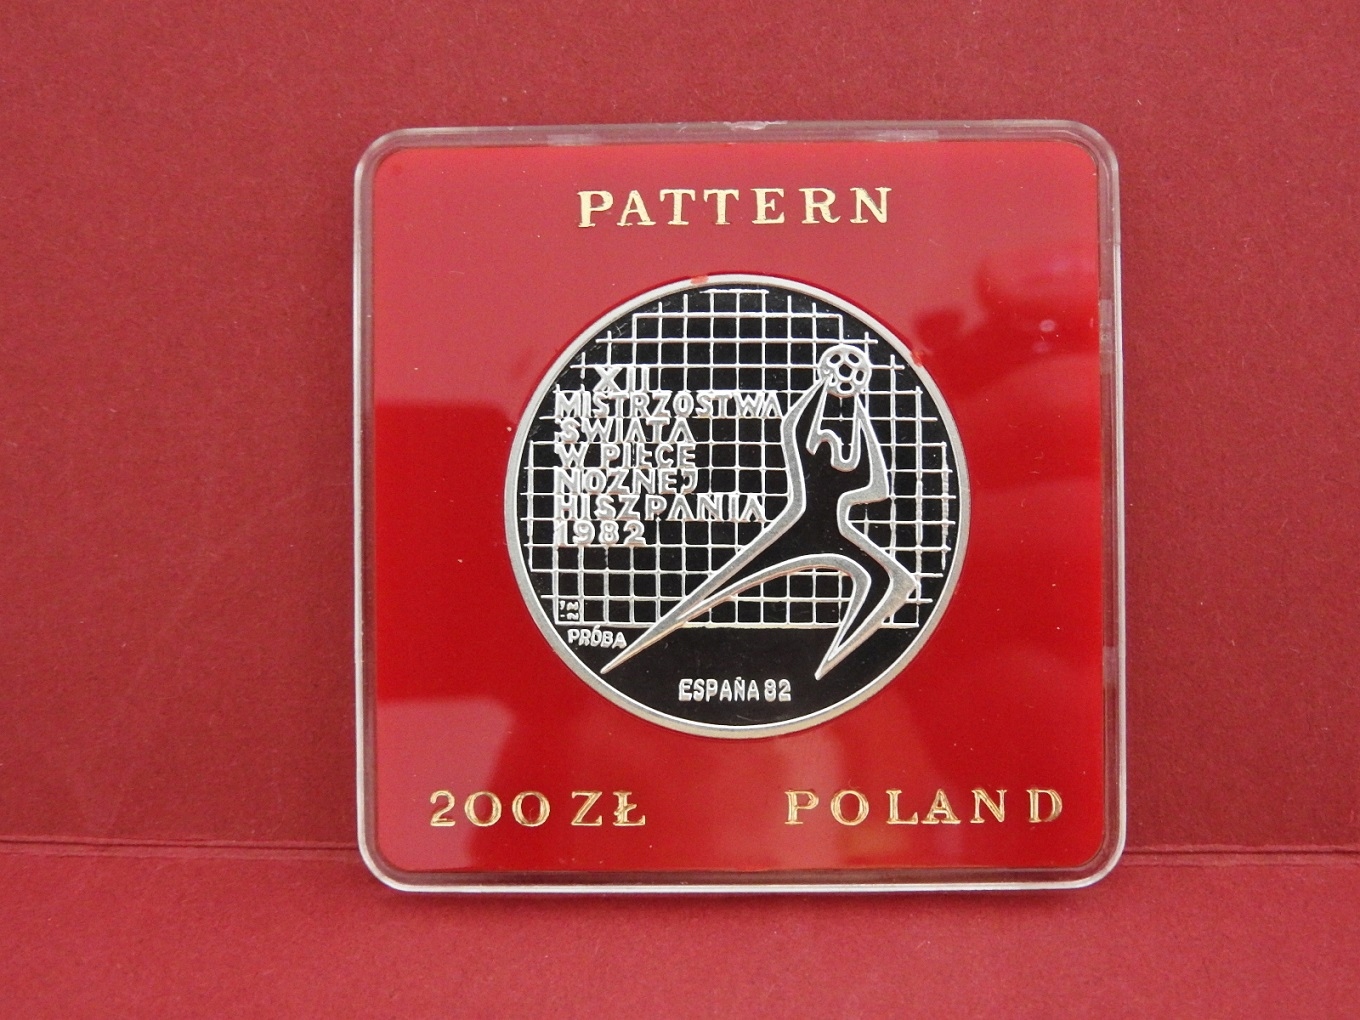 PATTERN
XII
MISTRZOSTWA
ŚWIATA
W PIŁCE
NOŻNEJ
HISZPANIA
1982
PRÓBA
ESPAÑA 82
200 ZŁ POLAND